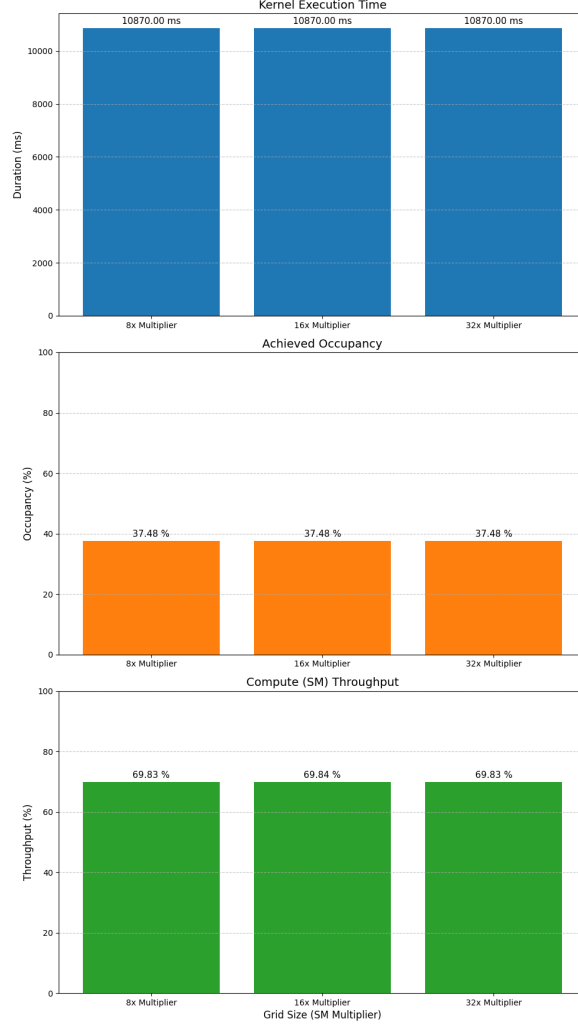 Kernel Execution Time
10870.00 ms 10870.00 ms 10870.00 ms
10000
8000
6000
4000
2000
0
Duration (ms)
8x Multiplier 16x Multiplier 32x Multiplier
Achieved Occupancy
100
80
60
40
20
0
Occupancy (%)
37.48 % 37.48 % 37.48 %
8x Multiplier 16x Multiplier 32x Multiplier
Compute (SM) Throughput
100
80
60
40
20
0
Throughput (%)
69.83 % 69.84 % 69.83 %
8x Multiplier 16x Multiplier 32x Multiplier
Grid Size (SM Multiplier)